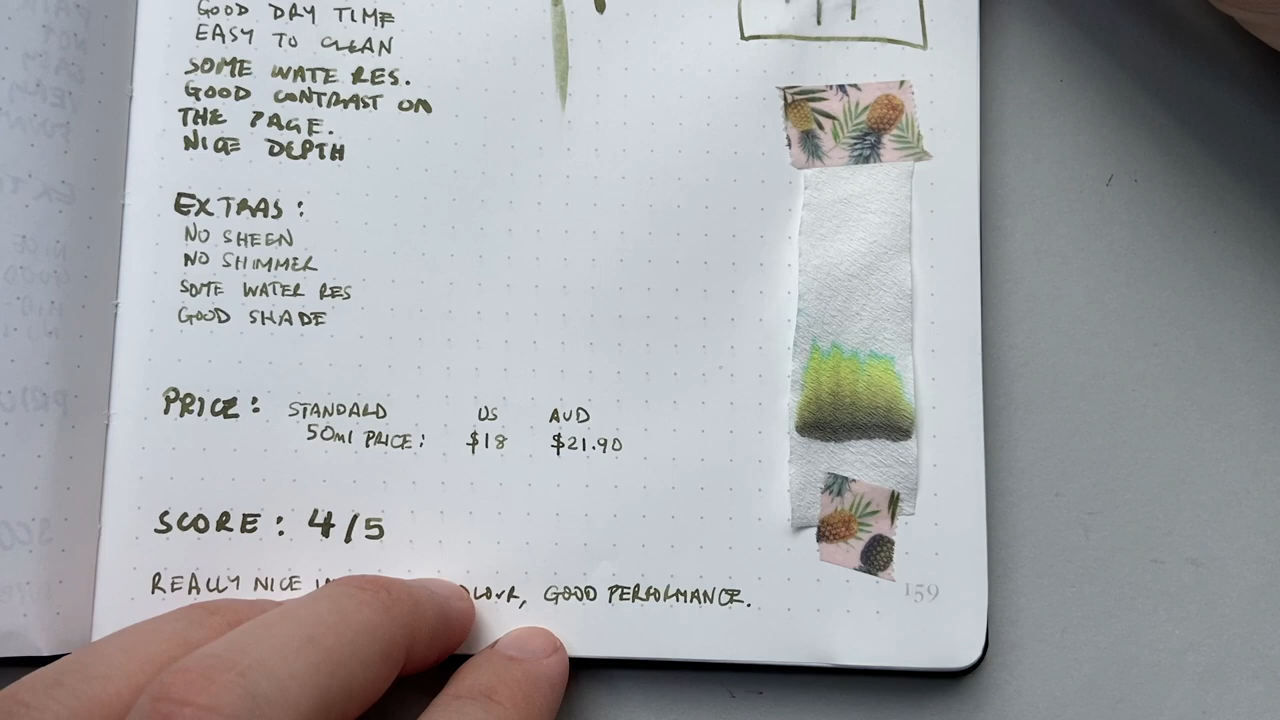 GOOD DRY TIME
EASY TO CLEAN
SOME WATE RES.
GOOD CONTRAST ON
THE PAGE.
NICE DEPTH
EXTRAS:
NO SHEEN
NO SHIMMER
SOME WATER RES
GOOD SHADE
PRICE: STANDARD US AUD
50ml PRICE: $18 $21.90
SCORE: 4/5
REALLY NICE GOOD PERFORMANCE.
159